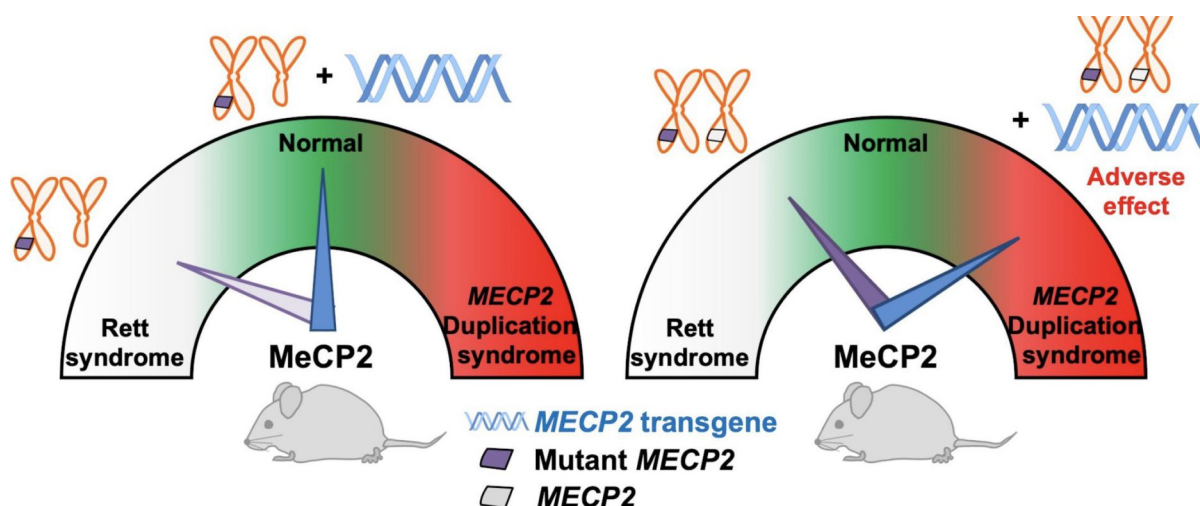 +
Normal
Rett
syndrome
MECP2
Duplication
syndrome
MeCP2
+
Normal
Adverse
effect
Rett
syndrome
MECP2
Duplication
syndrome
MeCP2
MECP2 transgene
Mutant MECP2
MECP2